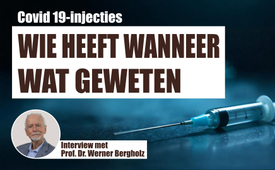 Covid 19-injecties
WIE HEEFT WANNEER
WAT GEWETEN
Interview met
Prof. Dr. Werner Bergholz